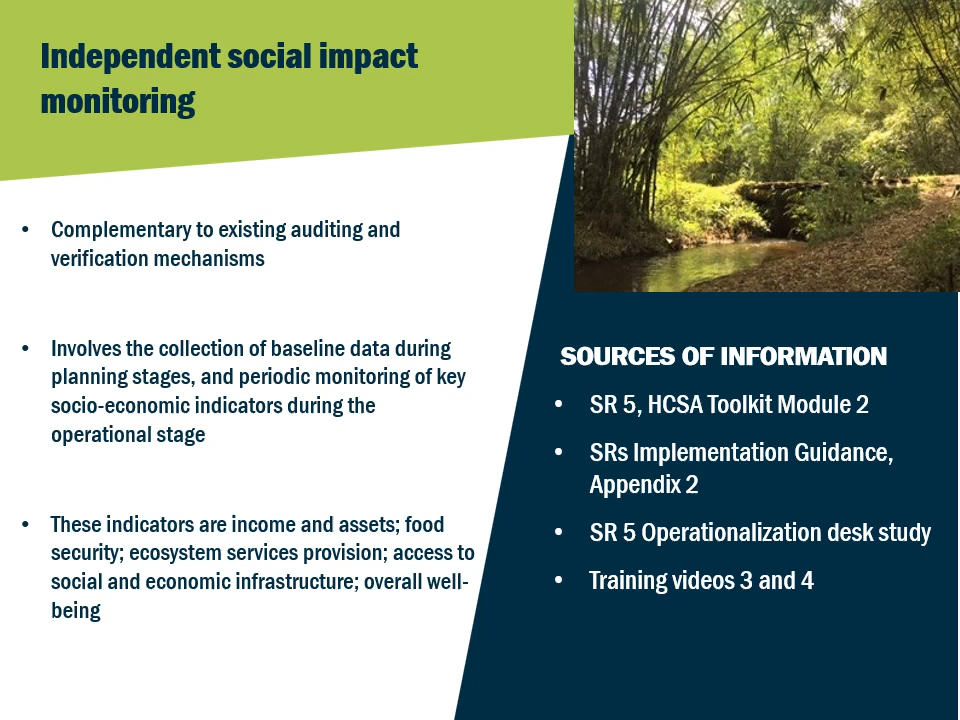 Independent social impact
monitoring
• Complementary to existing auditing and
verification mechanisms
• Involves the collection of baseline data during
planning stages, and periodic monitoring of key
socio-economic indicators during the
operational stage
• These indicators are income and assets; food
security; ecosystem services provision; access to
social and economic infrastructure; overall well-
being
SOURCES OF INFORMATION
• SR 5, HCSA Toolkit Module 2
• SRs Implementation Guidance,
Appendix 2
• SR 5 Operationalization desk study
• Training videos 3 and 4